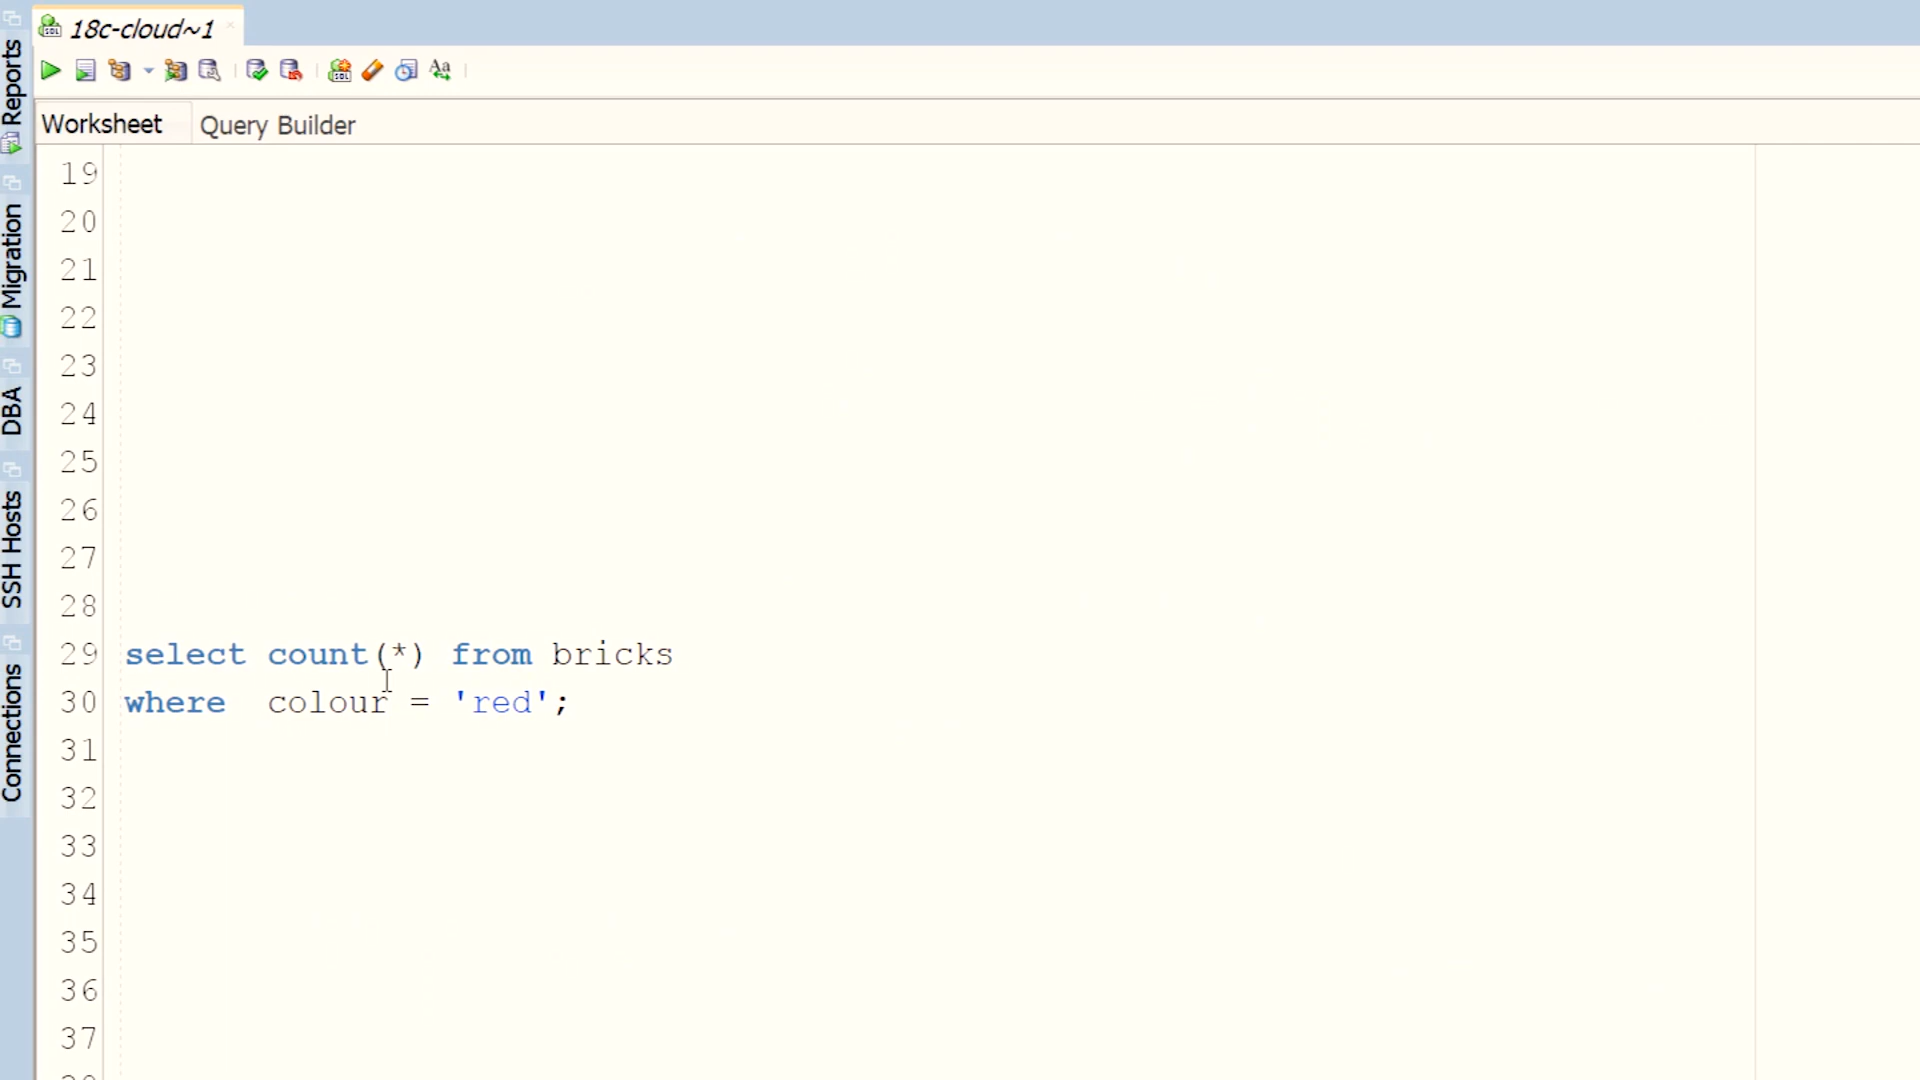 18c-cloud~1
Worksheet
Query Builder
Reports
Migration
DBA
SSH Hosts
Connections
19
20
21
22
23
24
25
26
27
28
29 select count(*) from bricks
30 where  colour = 'red';
31
32
33
34
35
36
37